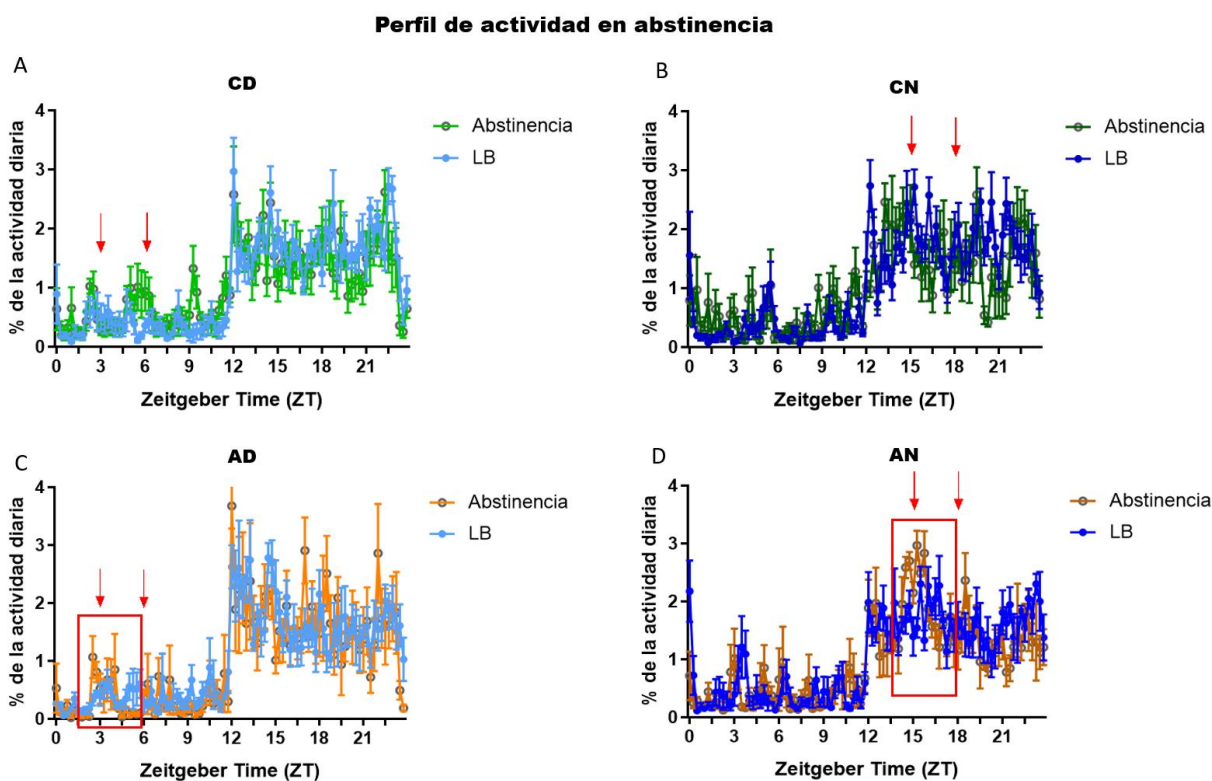 Perfil de actividad en abstinencia
A
CD
% de la actividad diaria
4
3
2
1
0
0 3 6 9 12 15 18 21
Zeitgeber Time (ZT)
Abstinencia
LB
B
CN
% de la actividad diaria
4
3
2
1
0
0 3 6 9 12 15 18 21
Zeitgeber Time (ZT)
Abstinencia
LB
C
AD
% de la actividad diaria
4
3
2
1
0
0 3 6 9 12 15 18 21
Zeitgeber Time (ZT)
Abstinencia
LB
D
AN
% de la actividad diaria
4
3
2
1
0
0 3 6 9 12 15 18 21
Zeitgeber Time (ZT)
Abstinencia
LB